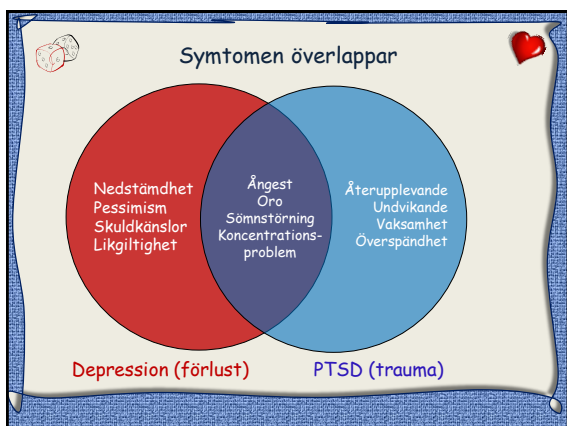 Symtomen överlappar
Nedstämdhet
Pessimism
Skuldkänslor
Likgiltighet
Ångest
Oro
Sömnstörning
Koncentrations-
problem
Återupplevande
Undvikande
Vaksamhet
Överspändhet
Depression (förlust)
PTSD (trauma)